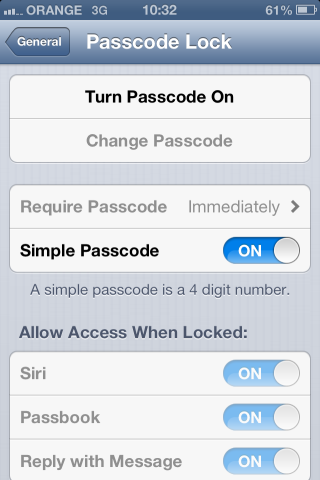 ORANGE 3G 10:32 61%
General Passcode Lock
Turn Passcode On
Change Passcode
Require Passcode Immediately
Simple Passcode ON
A simple passcode is a 4 digit number.
Allow Access When Locked:
Siri ON
Passbook ON
Reply with Message ON